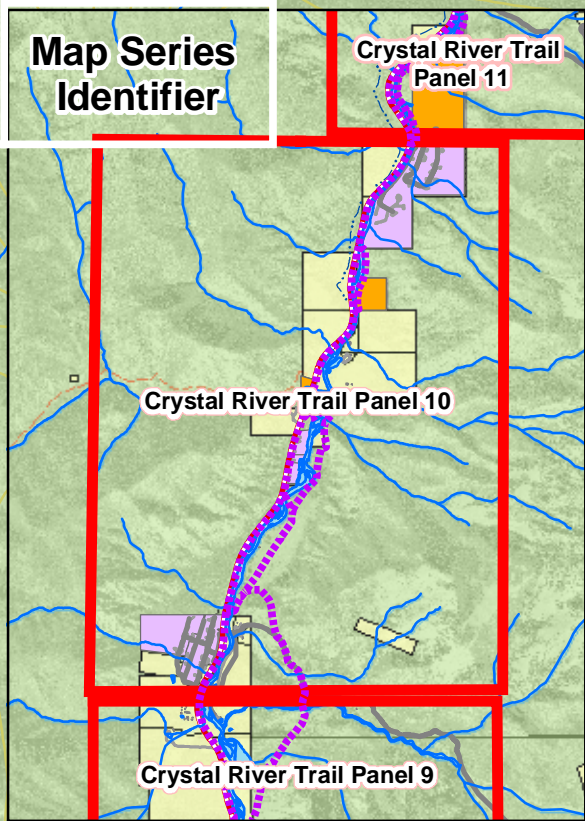 Map Series
Identifier
Crystal River Trail
Panel 11
Crystal River Trail Panel 10
Crystal River Trail Panel 9